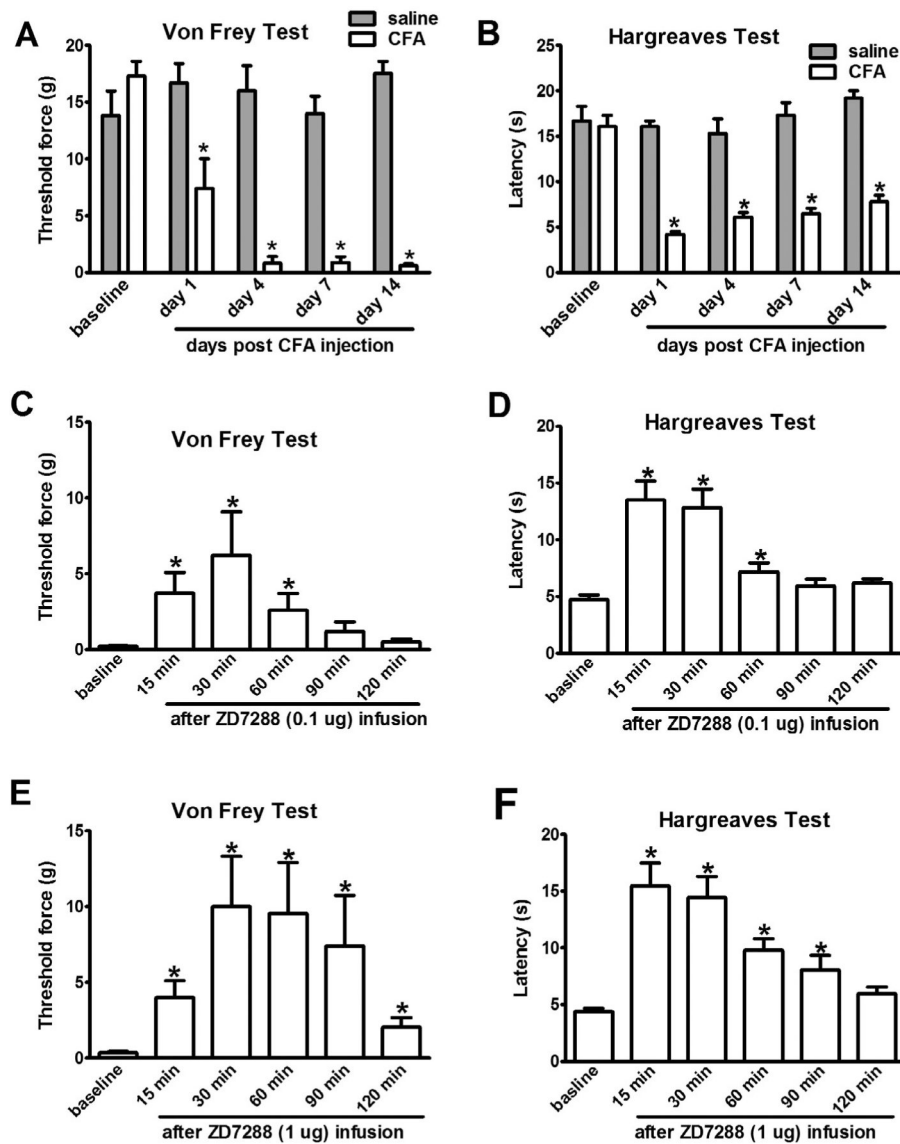 A
Von Frey Test
saline
CFA
Threshold force (g)
20
15
10
5
0
*
*
*
*
baseline
day 1
day 4
day 7
day 14
days post CFA injection
B
Hargreaves Test
saline
CFA
Latency (s)
25
20
15
10
5
0
*
*
*
*
baseline
day 1
day 4
day 7
day 14
days post CFA injection
C
Von Frey Test
Threshold force (g)
15
10
5
0
*
*
*
basline
15 min
30 min
60 min
90 min
120 min
after ZD7288 (0.1 ug) infusion
D
Hargreaves Test
Latency (s)
20
15
10
5
0
*
*
*
basline
15 min
30 min
60 min
90 min
120 min
after ZD7288 (0.1 ug) infusion
E
Von Frey Test
Threshold force (g)
15
10
5
0
*
*
*
*
*
basline
15 min
30 min
60 min
90 min
120 min
after ZD7288 (1 ug) infusion
F
Hargreaves Test
Latency (s)
20
15
10
5
0
*
*
*
*
basline
15 min
30 min
60 min
90 min
120 min
after ZD7288 (1 ug) infusion